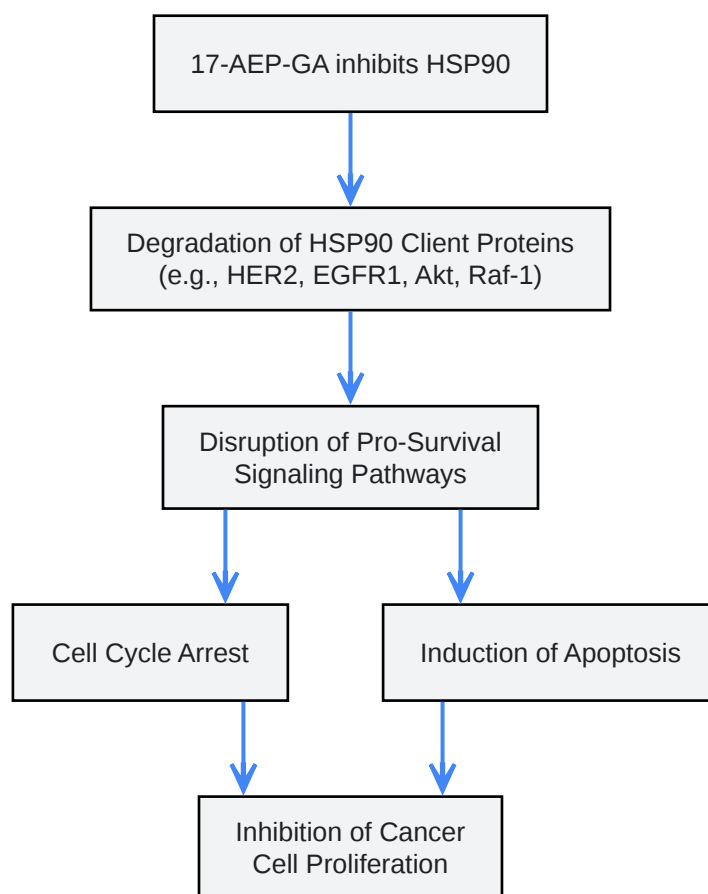 17-AEP-GA inhibits HSP90
Degradation of HSP90 Client Proteins
(e.g., HER2, EGFR1, Akt, Raf-1)
Disruption of Pro-Survival
Signaling Pathways
Cell Cycle Arrest
Induction of Apoptosis
Inhibition of Cancer
Cell Proliferation